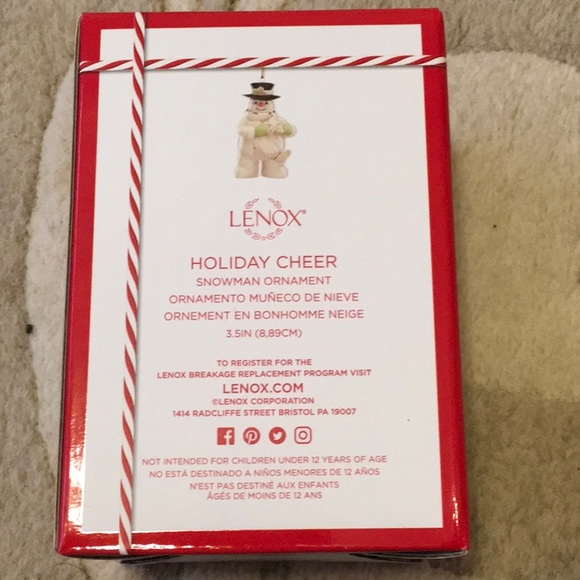 LENOX®
HOLIDAY CHEER
SNOWMAN ORNAMENT
ORNAMENTO MUÑECO DE NIEVE
ORNEMENT EN BONHOMME NEIGE
3.5IN (8,89CM)
TO REGISTER FOR THE
LENOX BREAKAGE REPLACEMENT PROGRAM VISIT
LENOX.COM
©LENOX CORPORATION
1414 RADCLIFFE STREET BRISTOL PA 19007
NOT INTENDED FOR CHILDREN UNDER 12 YEARS OF AGE
NO ESTÁ DESTINADO A NIÑOS MENORES DE 12 AÑOS
N'EST PAS DESTINÉ AUX ENFANTS
ÂGÉS DE MOINS DE 12 ANS